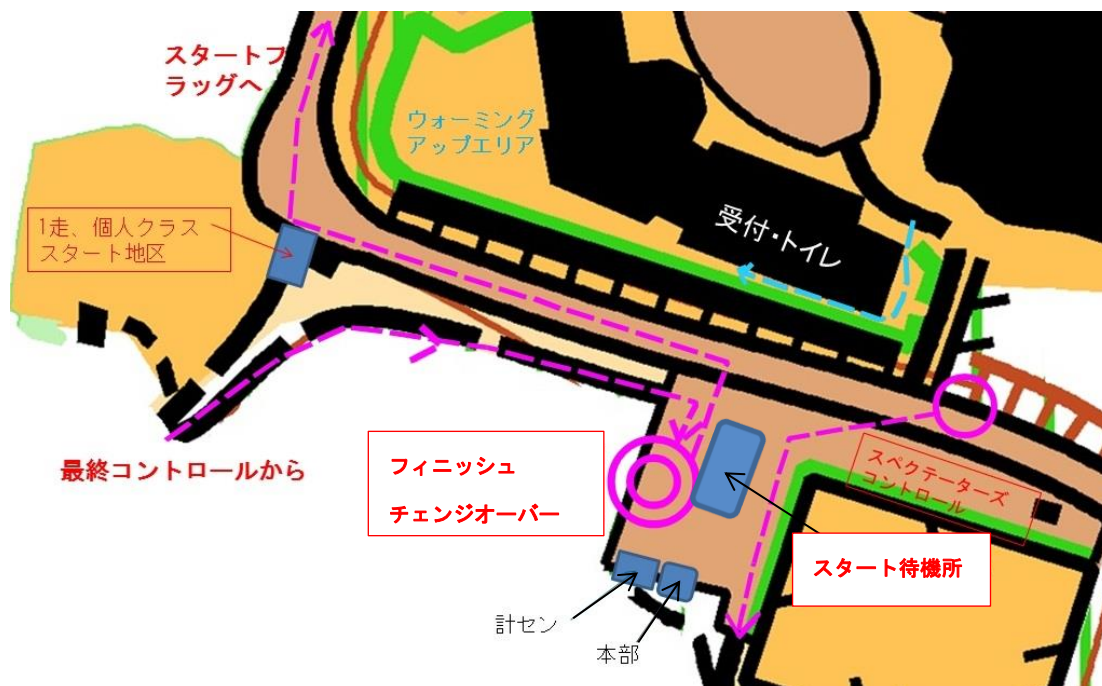 スタートフ
ラッグへ
ウォーミング
アップエリア
1走、個人クラス
スタート地区
受付・トイレ
最終コントロールから
フィニッシュ
チェンジオーバー
スペクテーターズ
コントロール
スタート待機所
計セン
本部